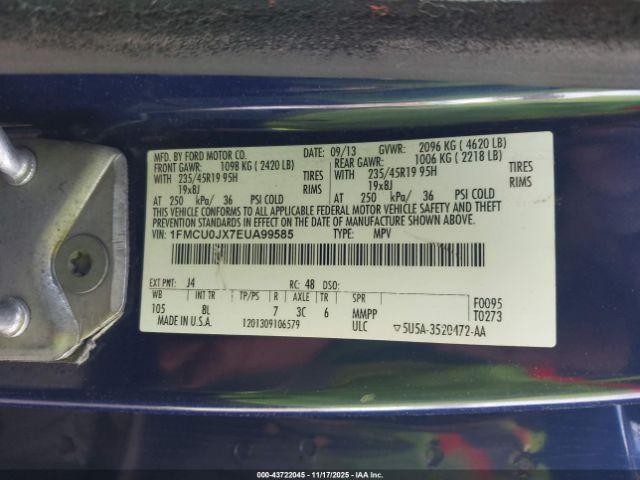 MFD. BY FORD MOTOR CO. DATE: 09/13 GVWR: 2096 KG ( 4620 LB)
FRONT GAWR: 1098 KG ( 2420 LB) REAR GAWR: 1006 KG ( 2218 LB)
WITH 235/45R19 95H TIRES WITH 235/45R19 95H TIRES
19x8J RIMS 19x8J RIMS
AT 250 kPa/ 36 PSI COLD AT 250 kPa/ 36 PSI COLD
THIS VEHICLE CONFORMS TO ALL APPLICABLE FEDERAL MOTOR VEHICLE SAFETY AND THEFT
PREVENTION STANDARDS IN EFFECT ON THE DATE OF MANUFACTURE SHOWN ABOVE.
VIN: 1FMCU0JX7EUA99585 TYPE: MPV
EXT PNT: J4 RC: 48 DSO:
WB INT TR TP/PS R AXLE TR SPR F0095
105 8L 7 3C 6 MMPP T0273
MADE IN U.S.A. 1201309106579 ULC ▽5U5A-3520472-AA
000-43722045 - 11/17/2025 - IAAHCCC